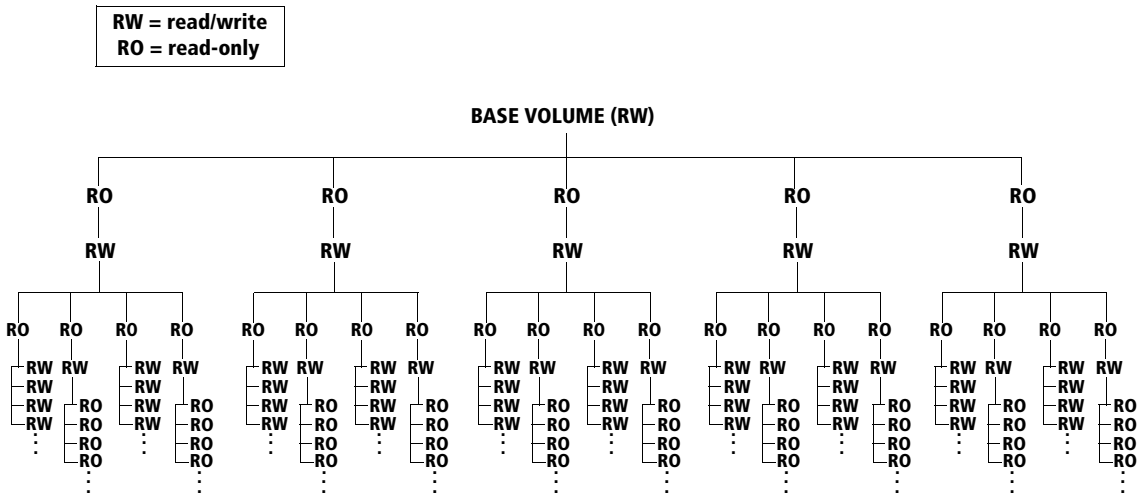 RW = read/write
RO = read-only
BASE VOLUME (RW)
RO RO RO RO RO
RW RW RW RW RW
RO RO RO RO RO RO RO RO RO RO RO RO RO RO RO RO RO RO RO RO
RW RW RW RW RW RW RW RW RW RW RW RW RW RW RW RW RW RW RW RW
RW RW RW RW RW RW RW RW RW RW
RW RO RW RO RW RO RW RO RW RO RW RO RW RO RW RO RW RO RW RO
RW RO RW RO RW RO RW RO RW RO RW RO RW RO RW RO RW RO RW RO
RO RO RO RO RO RO RO RO RO RO
RO RO RO RO RO RO RO RO RO RO